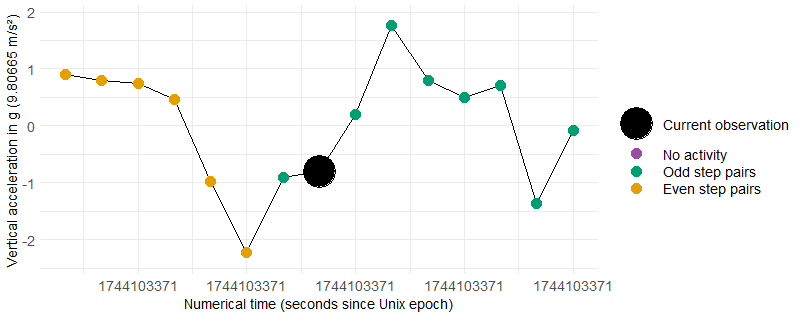 Vertical acceleration in g (9.80665 m/s²)
2
1
0
-1
-2
1744103371 1744103371 1744103371 1744103371 1744103371
Numerical time (seconds since Unix epoch)
Current observation
No activity
Odd step pairs
Even step pairs